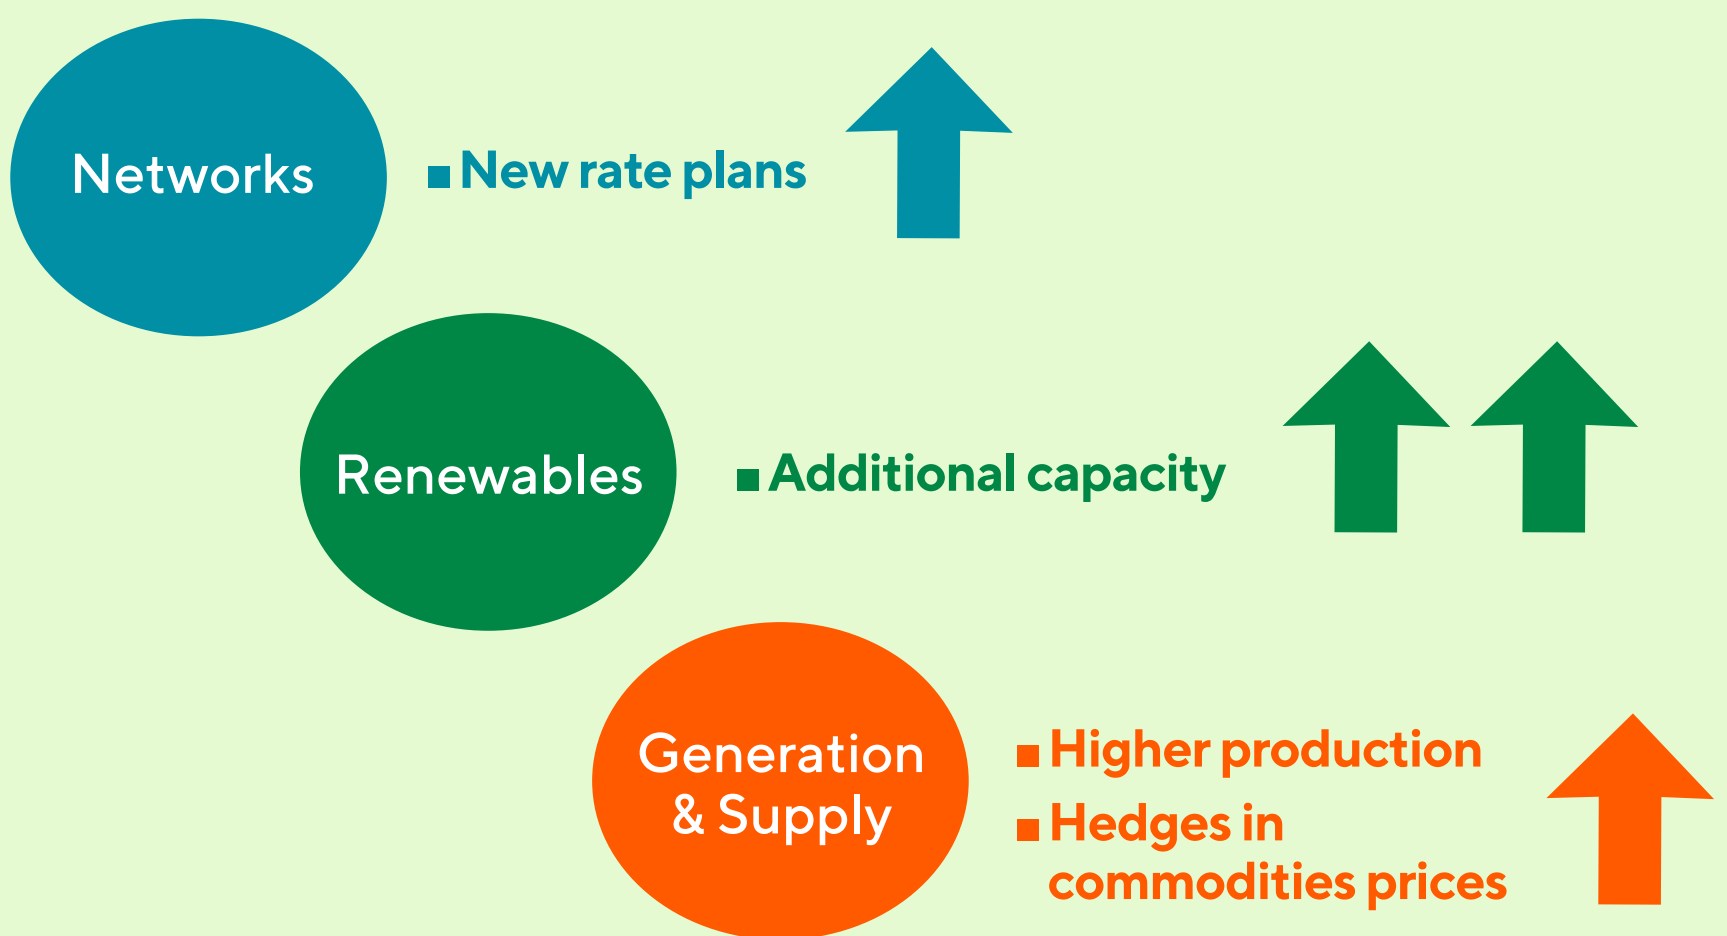 Networks
■ New rate plans
Renewables
■ Additional capacity
Generation
& Supply
■ Higher production
■ Hedges in
commodities prices